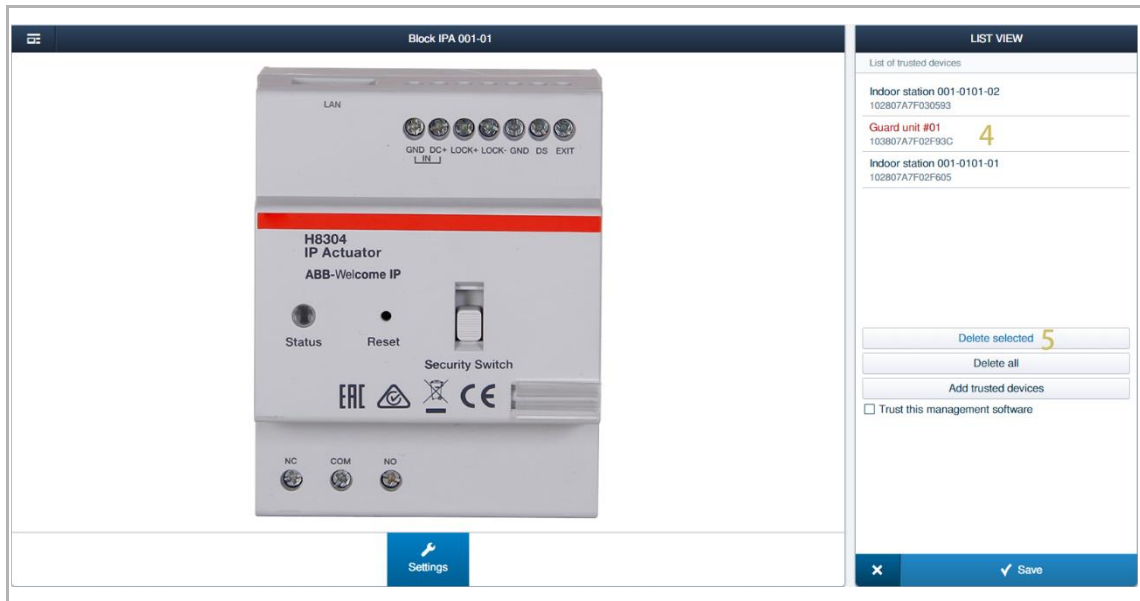 Block IPA 001-01
LAN
GND DC+ LOCK+ LOCK- GND DS EXIT
IN
H8304
IP Actuator
ABB-Welcome IP
Status
Reset
Security Switch
EAC
CE
NC COM NO
Settings
LIST VIEW
List of trusted devices
Indoor station 001-0101-02
102807A7F030593
Guard unit #01
103807A7F02F93C
4
Indoor station 001-0101-01
102807A7F02F605
Delete selected 5
Delete all
Add trusted devices
Trust this management software
Save